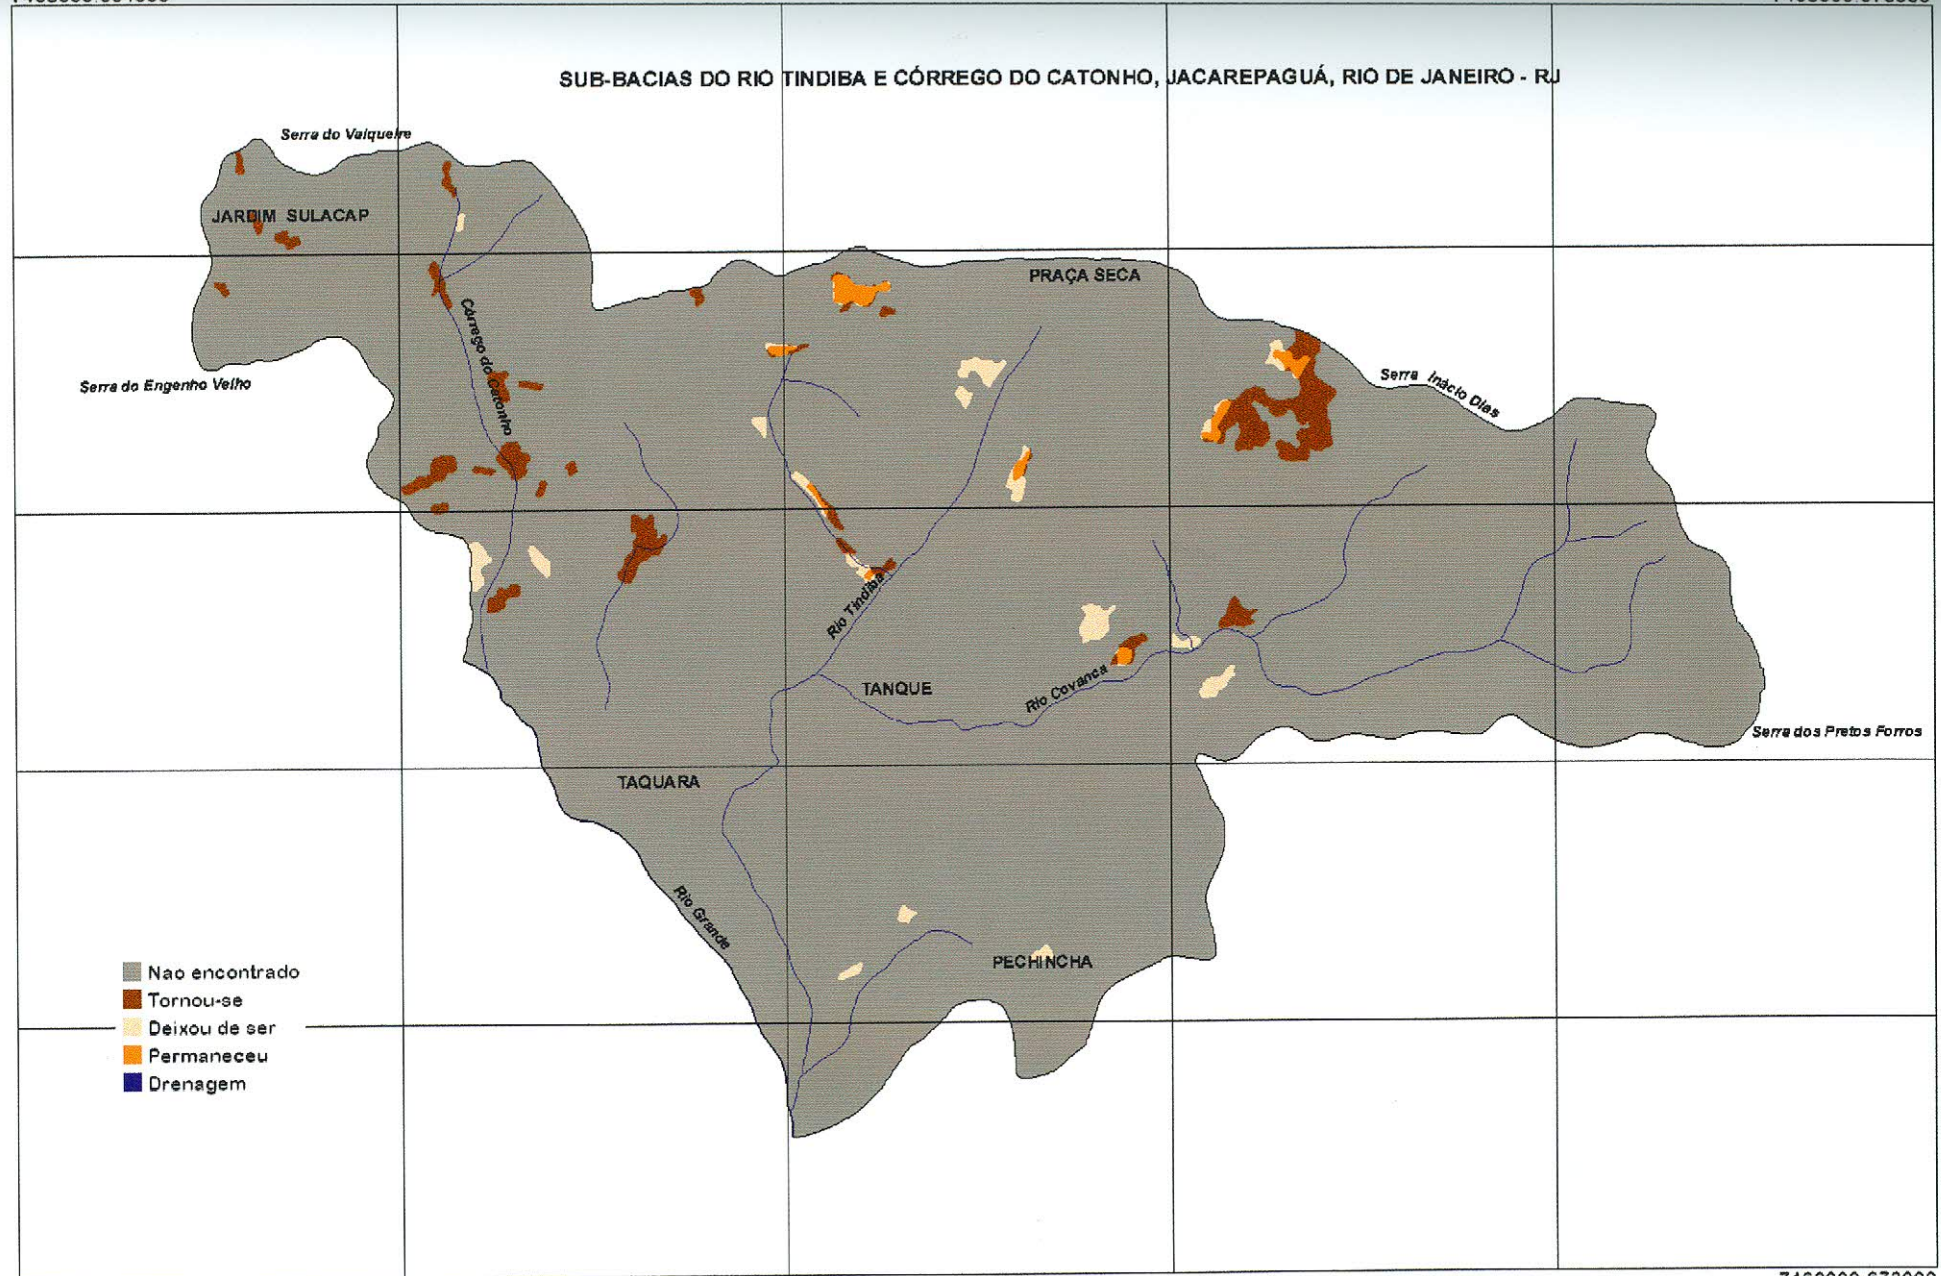 SUB-BACIAS DO RIO TINDIBA E CÓRREGO DO CATONHO, JACAREPAGUÁ, RIO DE JANEIRO - RJ
Serra do Valqueire
JARDIM SULACAP
PRAÇA SECA
Córrego do Catonho
Serra do Engenho Velho
Serra Inácio Dias
Rio Tindiba
TANQUE
Rio Covanca
Serra dos Pretos Forros
TAQUARA
Rio Grande
PECHINCHA
Nao encontrado
Tornou-se
Deixou de ser
Permaneceu
Drenagem